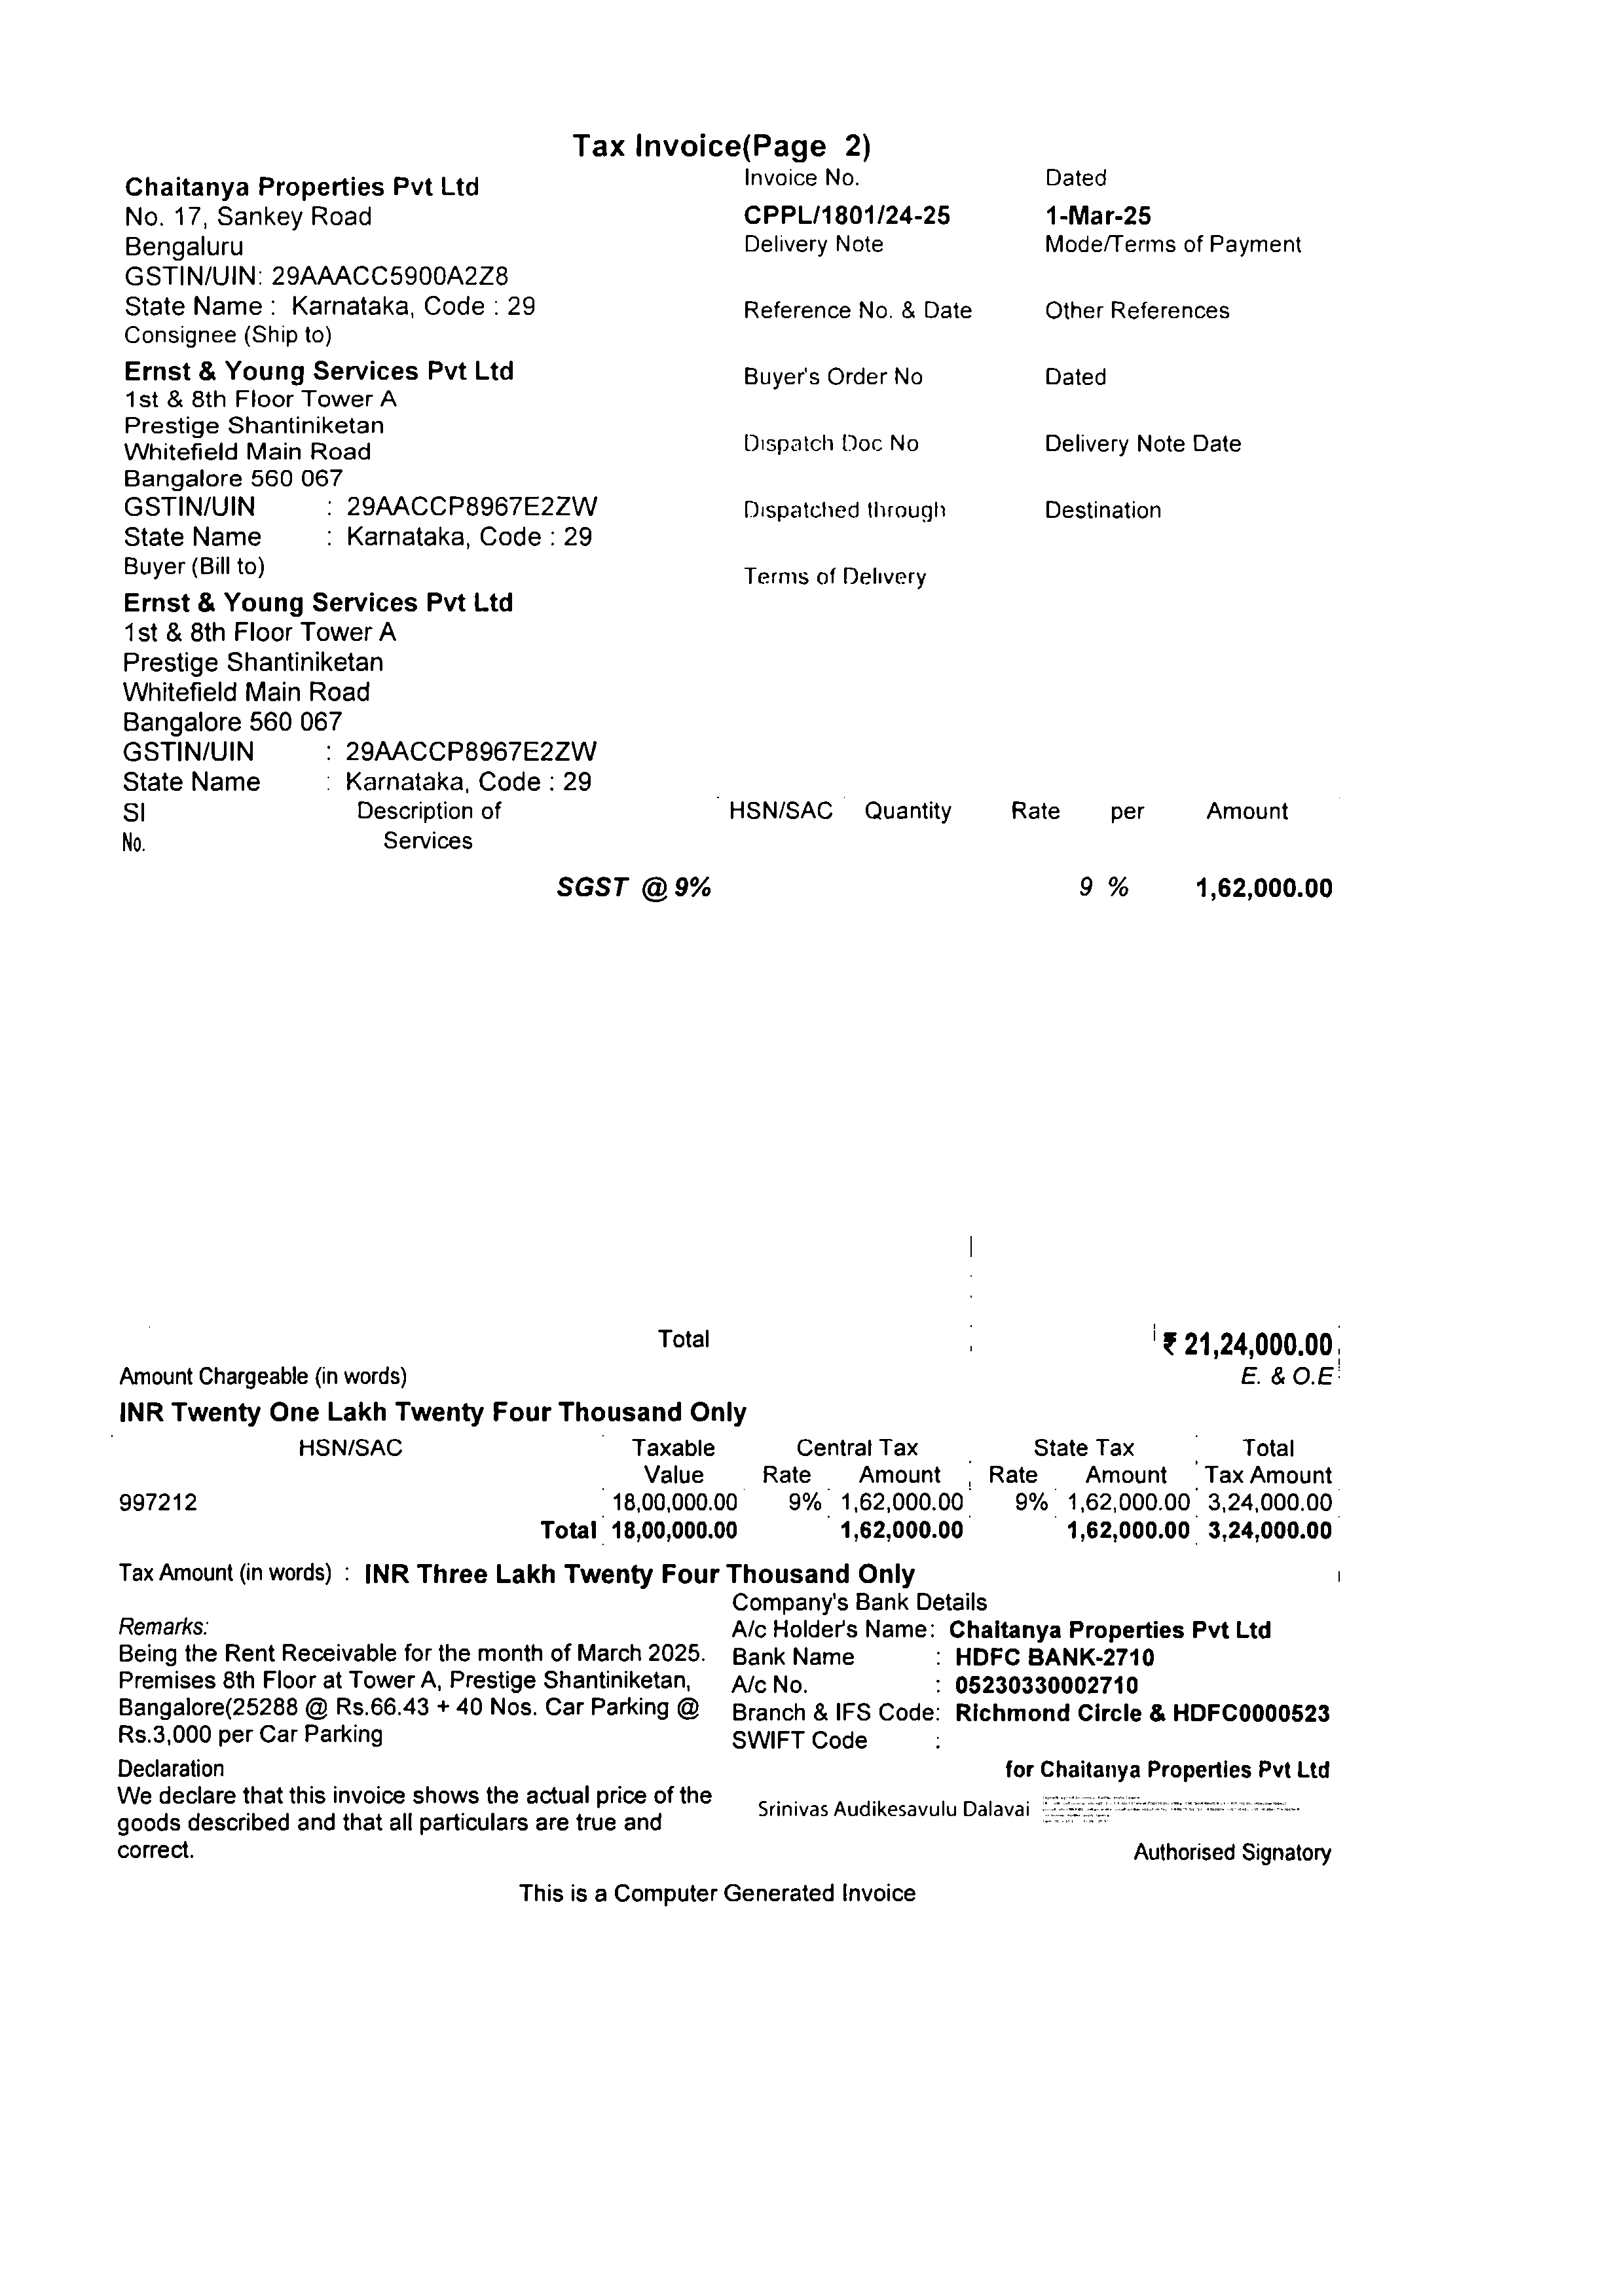 Tax Invoice(Page 2)
Chaitanya Properties Pvt Ltd
No. 17, Sankey Road
Bengaluru
GSTIN/UIN: 29AAACC5900A2Z8
State Name : Karnataka, Code : 29
Consignee (Ship to)
Ernst & Young Services Pvt Ltd
1st & 8th Floor Tower A
Prestige Shantiniketan
Whitefield Main Road
Bangalore 560 067
GSTIN/UIN : 29AACCP8967E2ZW
State Name : Karnataka, Code : 29
Buyer (Bill to)
Ernst & Young Services Pvt Ltd
1st & 8th Floor Tower A
Prestige Shantiniketan
Whitefield Main Road
Bangalore 560 067
GSTIN/UIN : 29AACCP8967E2ZW
State Name : Karnataka, Code : 29
Invoice No. Dated
CPPL/1801/24-25 1-Mar-25
Delivery Note Mode/Terms of Payment
Reference No. & Date Other References
Buyer's Order No Dated
Dispatch Doc No Delivery Note Date
Dispatched through Destination
Terms of Delivery
SI Description of HSN/SAC Quantity Rate per Amount
No. Services
SGST @ 9% 9 % 1,62,000.00
Total ₹ 21,24,000.00
Amount Chargeable (in words) E. & O.E
INR Twenty One Lakh Twenty Four Thousand Only
HSN/SAC Taxable Central Tax State Tax Total
Value Rate Amount Rate Amount Tax Amount
997212 18,00,000.00 9% 1,62,000.00 9% 1,62,000.00 3,24,000.00
Total 18,00,000.00 1,62,000.00 1,62,000.00 3,24,000.00
Tax Amount (in words) : INR Three Lakh Twenty Four Thousand Only
Remarks:
Being the Rent Receivable for the month of March 2025.
Premises 8th Floor at Tower A, Prestige Shantiniketan,
Bangalore(25288 @ Rs.66.43 + 40 Nos. Car Parking @
Rs.3,000 per Car Parking
Company's Bank Details
A/c Holder's Name: Chaitanya Properties Pvt Ltd
Bank Name : HDFC BANK-2710
A/c No. : 05230330002710
Branch & IFS Code: Richmond Circle & HDFC0000523
SWIFT Code :
Declaration
We declare that this invoice shows the actual price of the
goods described and that all particulars are true and
correct.
for Chaitanya Properties Pvt Ltd
Srinivas Audikesavulu Dalavai
Authorised Signatory
This is a Computer Generated Invoice